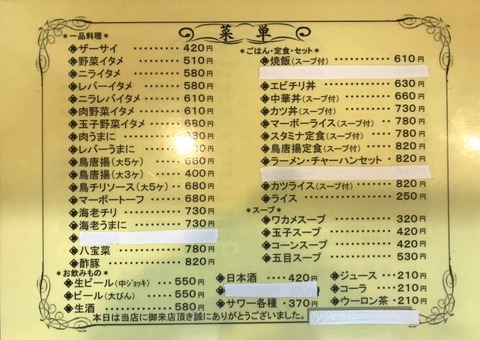 菜単
＊一品料理＊
ザーサイ ……… 420円
野菜イタメ ……… 510円
ニライタメ ……… 580円
レバーイタメ ……… 580円
ニラレバイタメ ……… 610円
肉野菜イタメ ……… 610円
玉子野菜イタメ ……… 680円
肉うまに ……… 630円
レバーうまに ……… 730円
鳥唐揚（大5ヶ） ……… 680円
鳥唐揚（大3ヶ） ……… 400円
鳥チリソース（大5ヶ） ……… 680円
マーボートーフ ……… 680円
海老チリ ……… 730円
海老うまに ……… 730円
八宝菜 ……… 780円
酢豚 ……… 820円
＊お飲みもの＊
生ビール（中ジョッキ） ……… 550円
ビール（大びん） ……… 550円
生酒 ……… 580円
＊ごはん・定食・セット＊
焼飯（スープ付） ……… 610円
エビチリ丼 ……… 630円
中華丼（スープ付） ……… 660円
カツ丼（スープ付） ……… 730円
マーボーライス（スープ付） ……… 780円
スタミナ定食（スープ付） ……… 780円
鳥唐揚定食（スープ付） ……… 820円
ラーメン・チャーハンセット ……… 820円
カツライス（スープ付） ……… 820円
ライス ……… 250円
＊スープ＊
ワカメスープ ……… 320円
玉子スープ ……… 420円
コーンスープ ……… 420円
五目スープ ……… 530円
日本酒 ……… 420円
サワー各種 ・370円
ジュース ……… 210円
コーラ ……… 210円
ウーロン茶 ・210円
本日は当店に御来店頂き誠にありがとうございました。